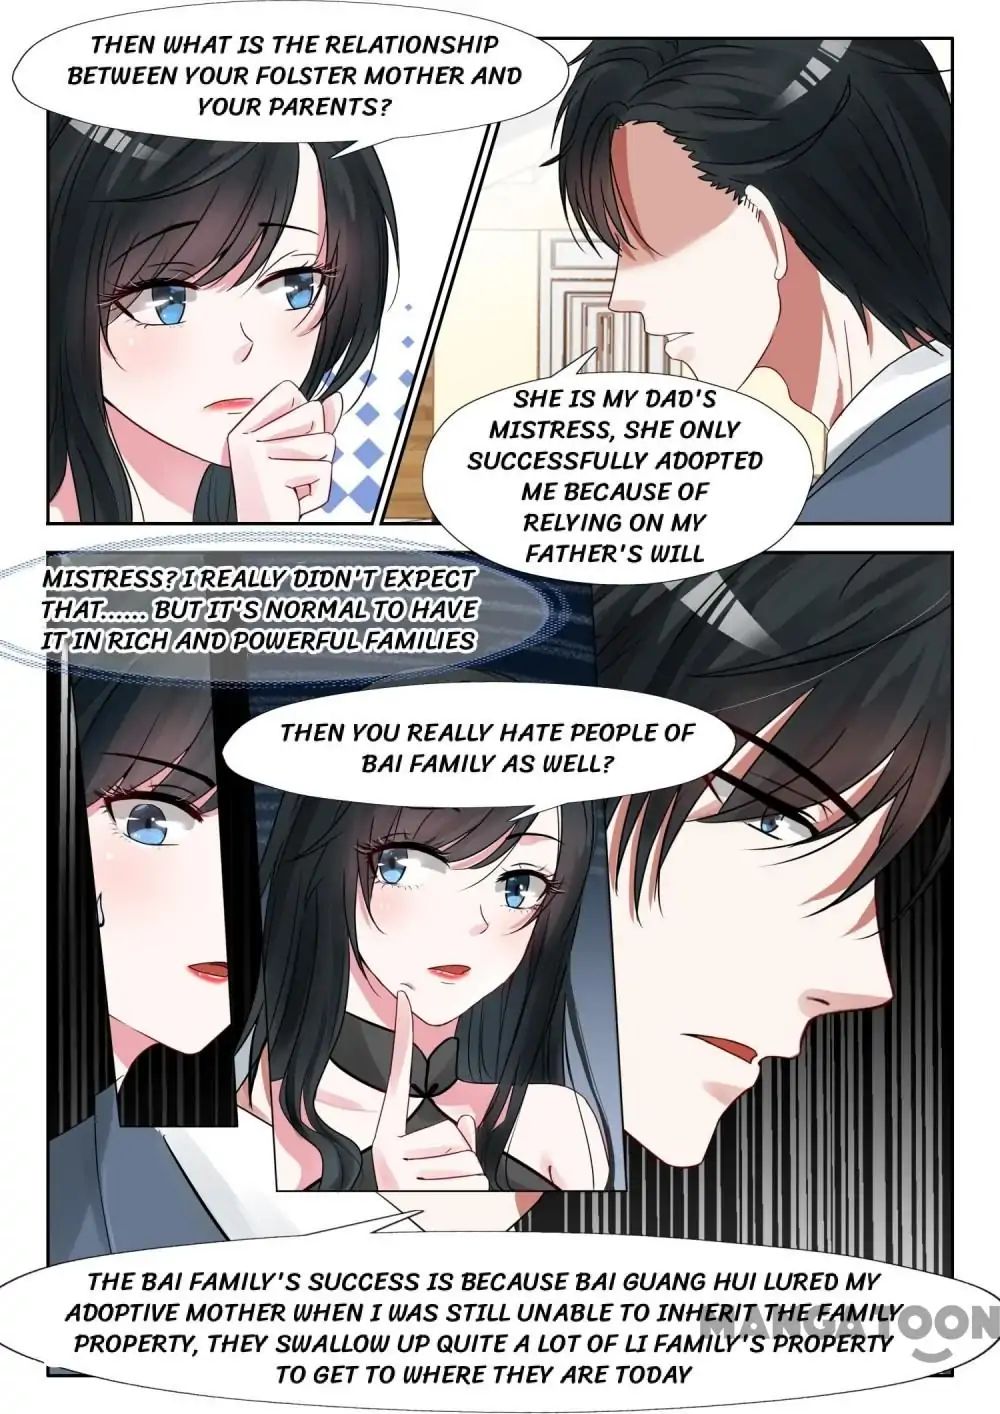 THEN WHAT IS THE RELATIONSHIP
BETWEEN YOUR FOLSTER MOTHER AND
YOUR PARENTS?
SHE IS MY DAD'S
MISTRESS, SHE ONLY
SUCCESSFULLY ADOPTED
ME BECAUSE OF
RELYING ON MY
FATHER'S WILL
MISTRESS? I REALLY DIDN'T EXPECT
THAT...... BUT IT'S NORMAL TO HAVE
IT IN RICH AND POWERFUL FAMILIES
THEN YOU REALLY HATE PEOPLE OF
BAI FAMILY AS WELL?
THE BAI FAMILY'S SUCCESS IS BECAUSE BAI GUANG HUI LURED MY
ADOPTIVE MOTHER WHEN I WAS STILL UNABLE TO INHERIT THE FAMILY
PROPERTY, THEY SWALLOW UP QUITE A LOT OF LI FAMILY'S PROPERTY
TO GET TO WHERE THEY ARE TODAY
MANGATOON